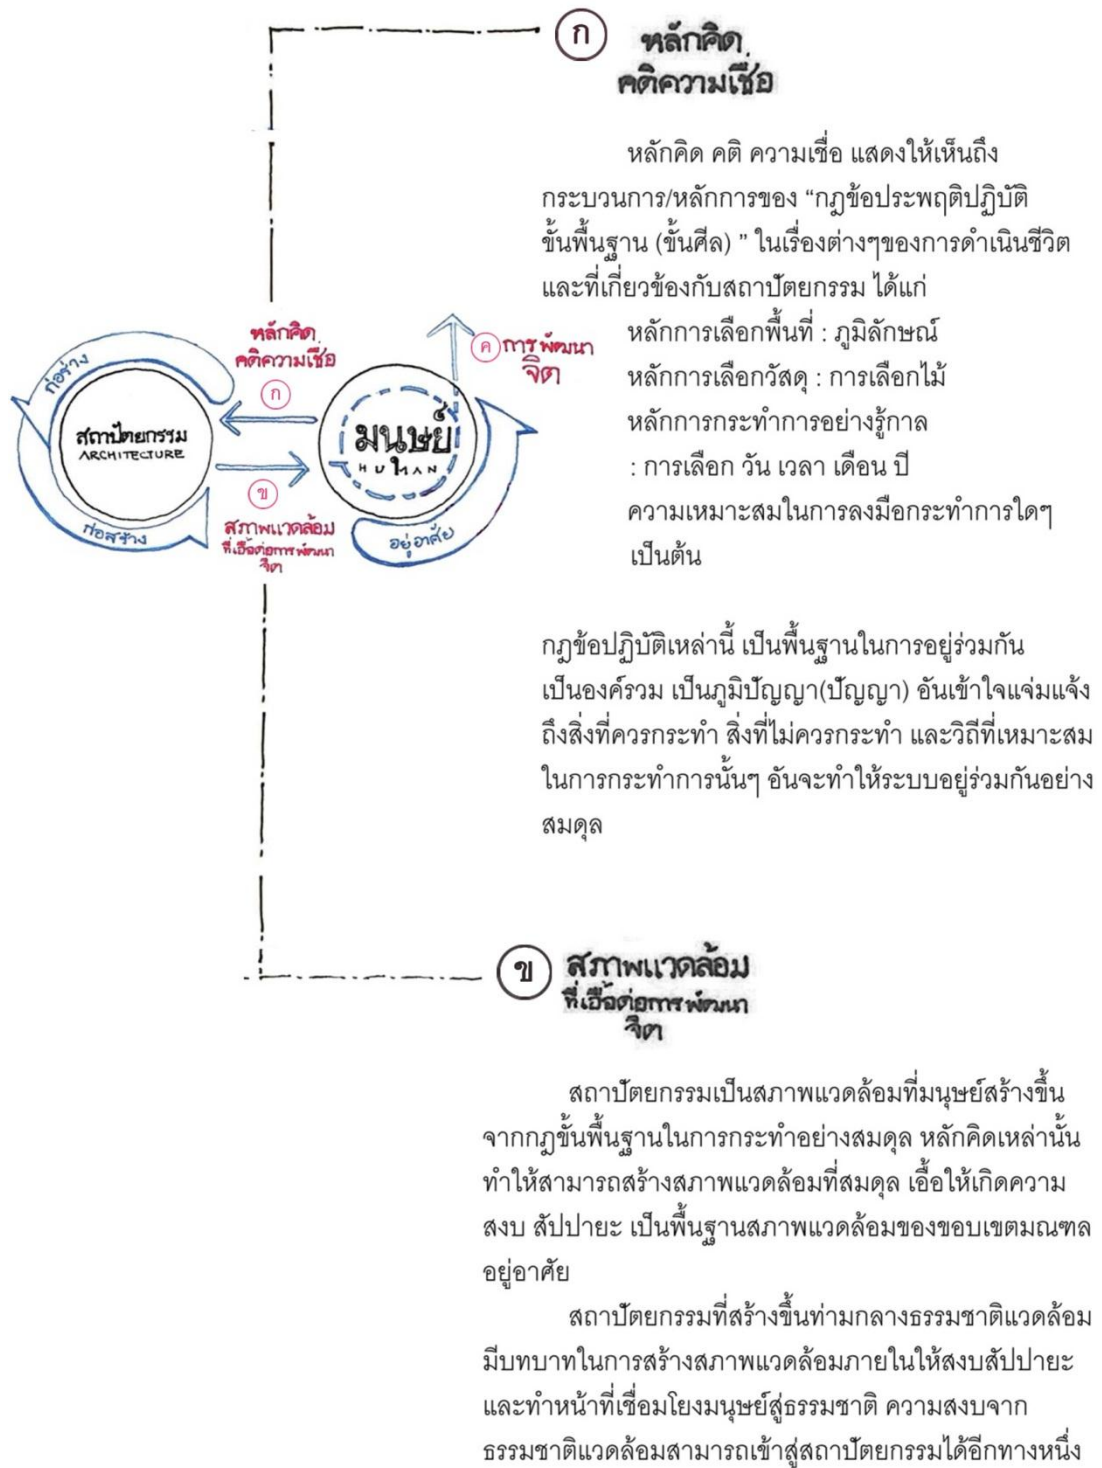 ก
หลักคิด
คติความเชื่อ
หลักคิด คติ ความเชื่อ แสดงให้เห็นถึง
กระบวนการ/หลักการของ “กฎข้อประพฤติปฏิบัติ
ขั้นพื้นฐาน (ขั้นศีล) ” ในเรื่องต่างๆของการดำเนินชีวิต
และที่เกี่ยวข้องกับสถาปัตยกรรม ได้แก่
หลักการเลือกพื้นที่ : ภูมิลักษณ์
หลักการเลือกวัสดุ : การเลือกไม้
หลักการกระทำการอย่างรู้กาล
: การเลือก วัน เวลา เดือน ปี
ความเหมาะสมในการลงมือกระทำการใดๆ
เป็นต้น
ก่อร่าง
สถาปัตยกรรม
ARCHITECTURE
ก่อสร้าง
หลักคิด
คติความเชื่อ
ก
ข
สภาพแวดล้อม
ที่เอื้อต่อการพัฒนา
จิต
มนุษย์
HUMAN
อยู่อาศัย
ค การพัฒนา
จิต
กฎข้อปฏิบัติเหล่านี้ เป็นพื้นฐานในการอยู่ร่วมกัน
เป็นองค์รวม เป็นภูมิปัญญา(ปัญญา) อันเข้าใจแจ่มแจ้ง
ถึงสิ่งที่ควรกระทำ สิ่งที่ไม่ควรกระทำ และวิถีที่เหมาะสม
ในการกระทำการนั้นๆ อันจะทำให้ระบบอยู่ร่วมกันอย่าง
สมดุล
ข
สภาพแวดล้อม
ที่เอื้อต่อการพัฒนา
จิต
สถาปัตยกรรมเป็นสภาพแวดล้อมที่มนุษย์สร้างขึ้น
จากกฎขั้นพื้นฐานในการกระทำอย่างสมดุล หลักคิดเหล่านั้น
ทำให้สามารถสร้างสภาพแวดล้อมที่สมดุล เอื้อให้เกิดความ
สงบ สัปปายะ เป็นพื้นฐานสภาพแวดล้อมของขอบเขตมณฑล
อยู่อาศัย
สถาปัตยกรรมที่สร้างขึ้นท่ามกลางธรรมชาติแวดล้อม
มีบทบาทในการสร้างสภาพแวดล้อมภายในให้สงบสัปปายะ
และทำหน้าที่เชื่อมโยงมนุษย์สู่ธรรมชาติ ความสงบจาก
ธรรมชาติแวดล้อมสามารถเข้าสู่สถาปัตยกรรมได้อีกทางหนึ่ง